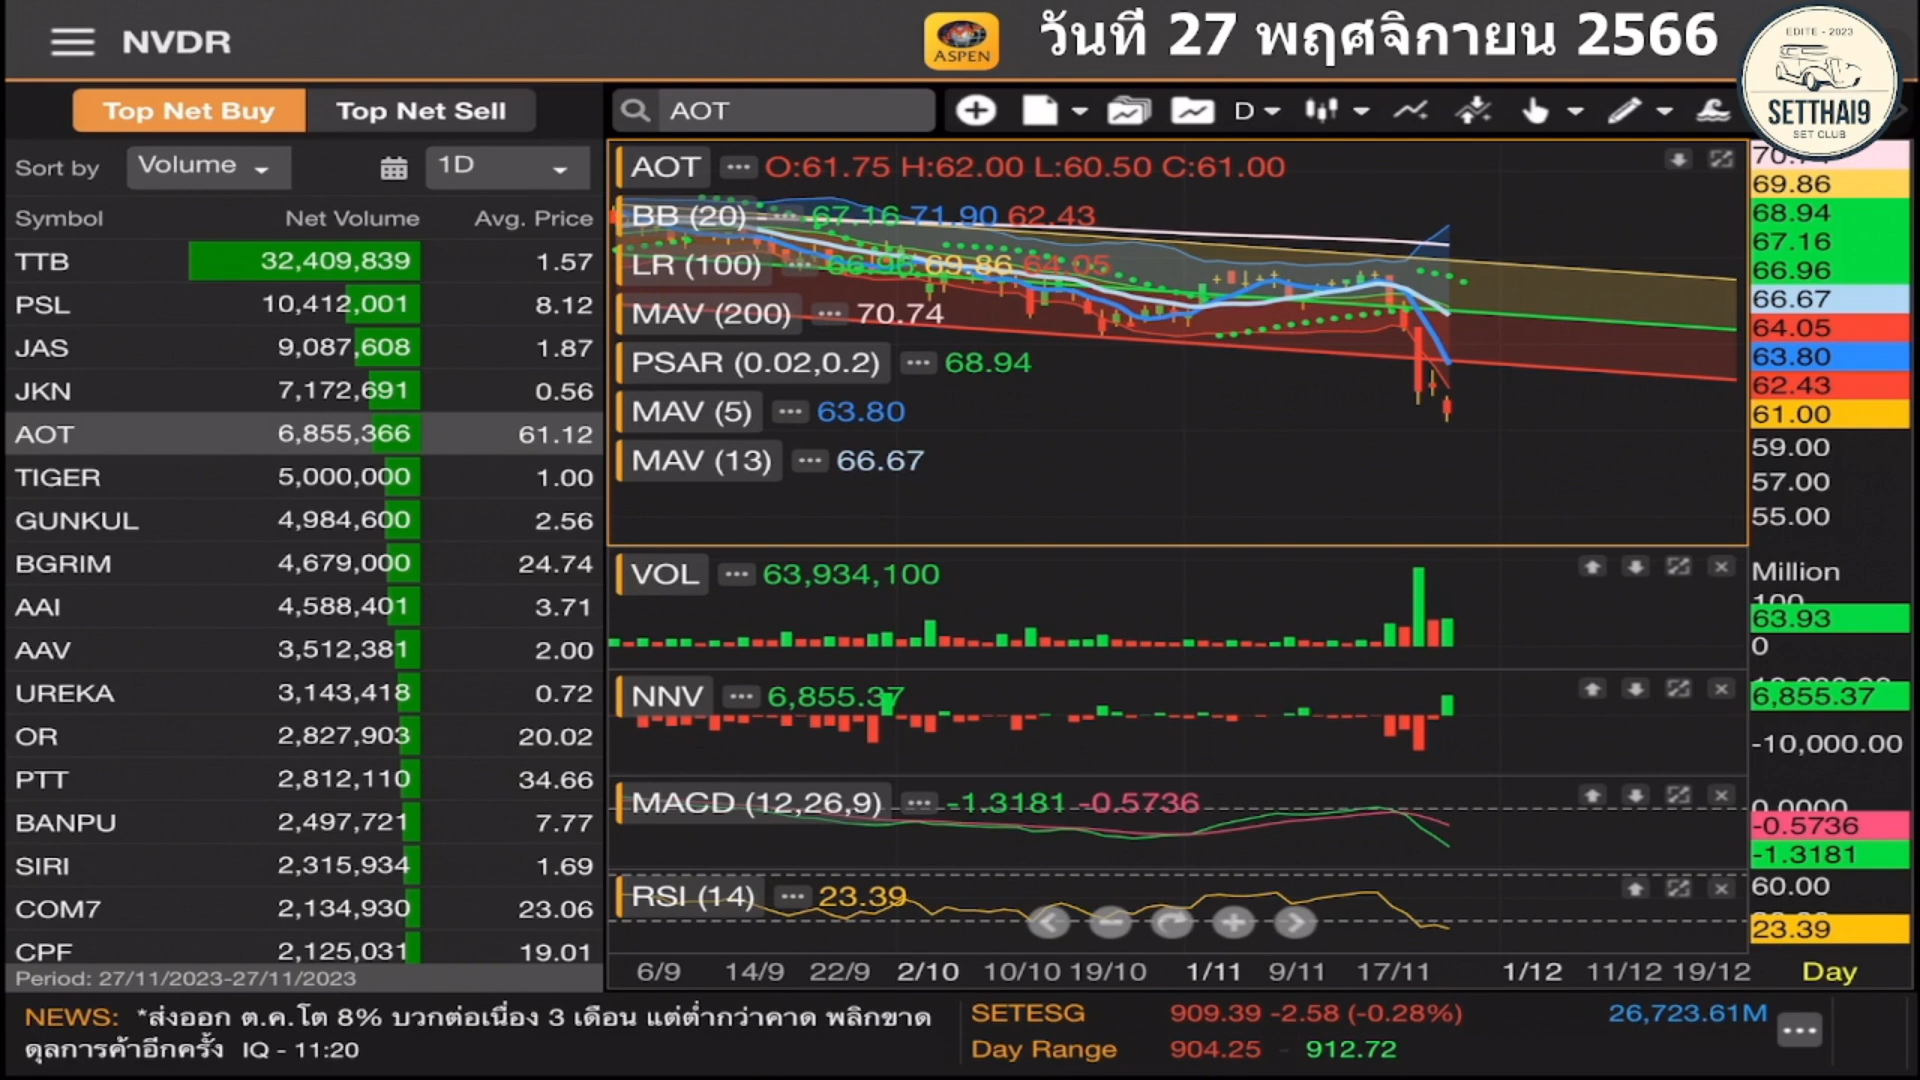 NVDR
ASPEN
วันที่ 27 พฤศจิกายน 2566
EDITE - 2023
SETTHAI9
SET CLUB
Top Net Buy
Top Net Sell
AOT
D
Sort by
Volume
1D
Symbol Net Volume Avg. Price
TTB 32,409,839 1.57
PSL 10,412,001 8.12
JAS 9,087,608 1.87
JKN 7,172,691 0.56
AOT 6,855,366 61.12
TIGER 5,000,000 1.00
GUNKUL 4,984,600 2.56
BGRIM 4,679,000 24.74
AAI 4,588,401 3.71
AAV 3,512,381 2.00
UREKA 3,143,418 0.72
OR 2,827,903 20.02
PTT 2,812,110 34.66
BANPU 2,497,721 7.77
SIRI 2,315,934 1.69
COM7 2,134,930 23.06
CPF 2,125,031 19.01
Period: 27/11/2023-27/11/2023
AOT O:61.75 H:62.00 L:60.50 C:61.00
BB (20) 67.16 71.90 62.43
LR (100) 66.96 69.86 64.05
MAV (200) 70.74
PSAR (0.02,0.2) 68.94
MAV (5) 63.80
MAV (13) 66.67
69.86
68.94
67.16
66.96
66.67
64.05
63.80
62.43
61.00
59.00
57.00
55.00
VOL 63,934,100
Million
100
63.93
0
NNV 6,855.37
6,855.37
-10,000.00
MACD (12,26,9) -1.3181 -0.5736
0.0000
-0.5736
-1.3181
RSI (14) 23.39
60.00
23.39
6/9 14/9 22/9 2/10 10/10 19/10 1/11 9/11 17/11 1/12 11/12 19/12 Day
NEWS: *ส่งออก ต.ค.โต 8% บวกต่อเนื่อง 3 เดือน แต่ต่ำกว่าคาด พลิกขาด
ดุลการค้าอีกครั้ง IQ - 11:20
SETESG 909.39 -2.58 (-0.28%) 26,723.61M
Day Range 904.25 - 912.72